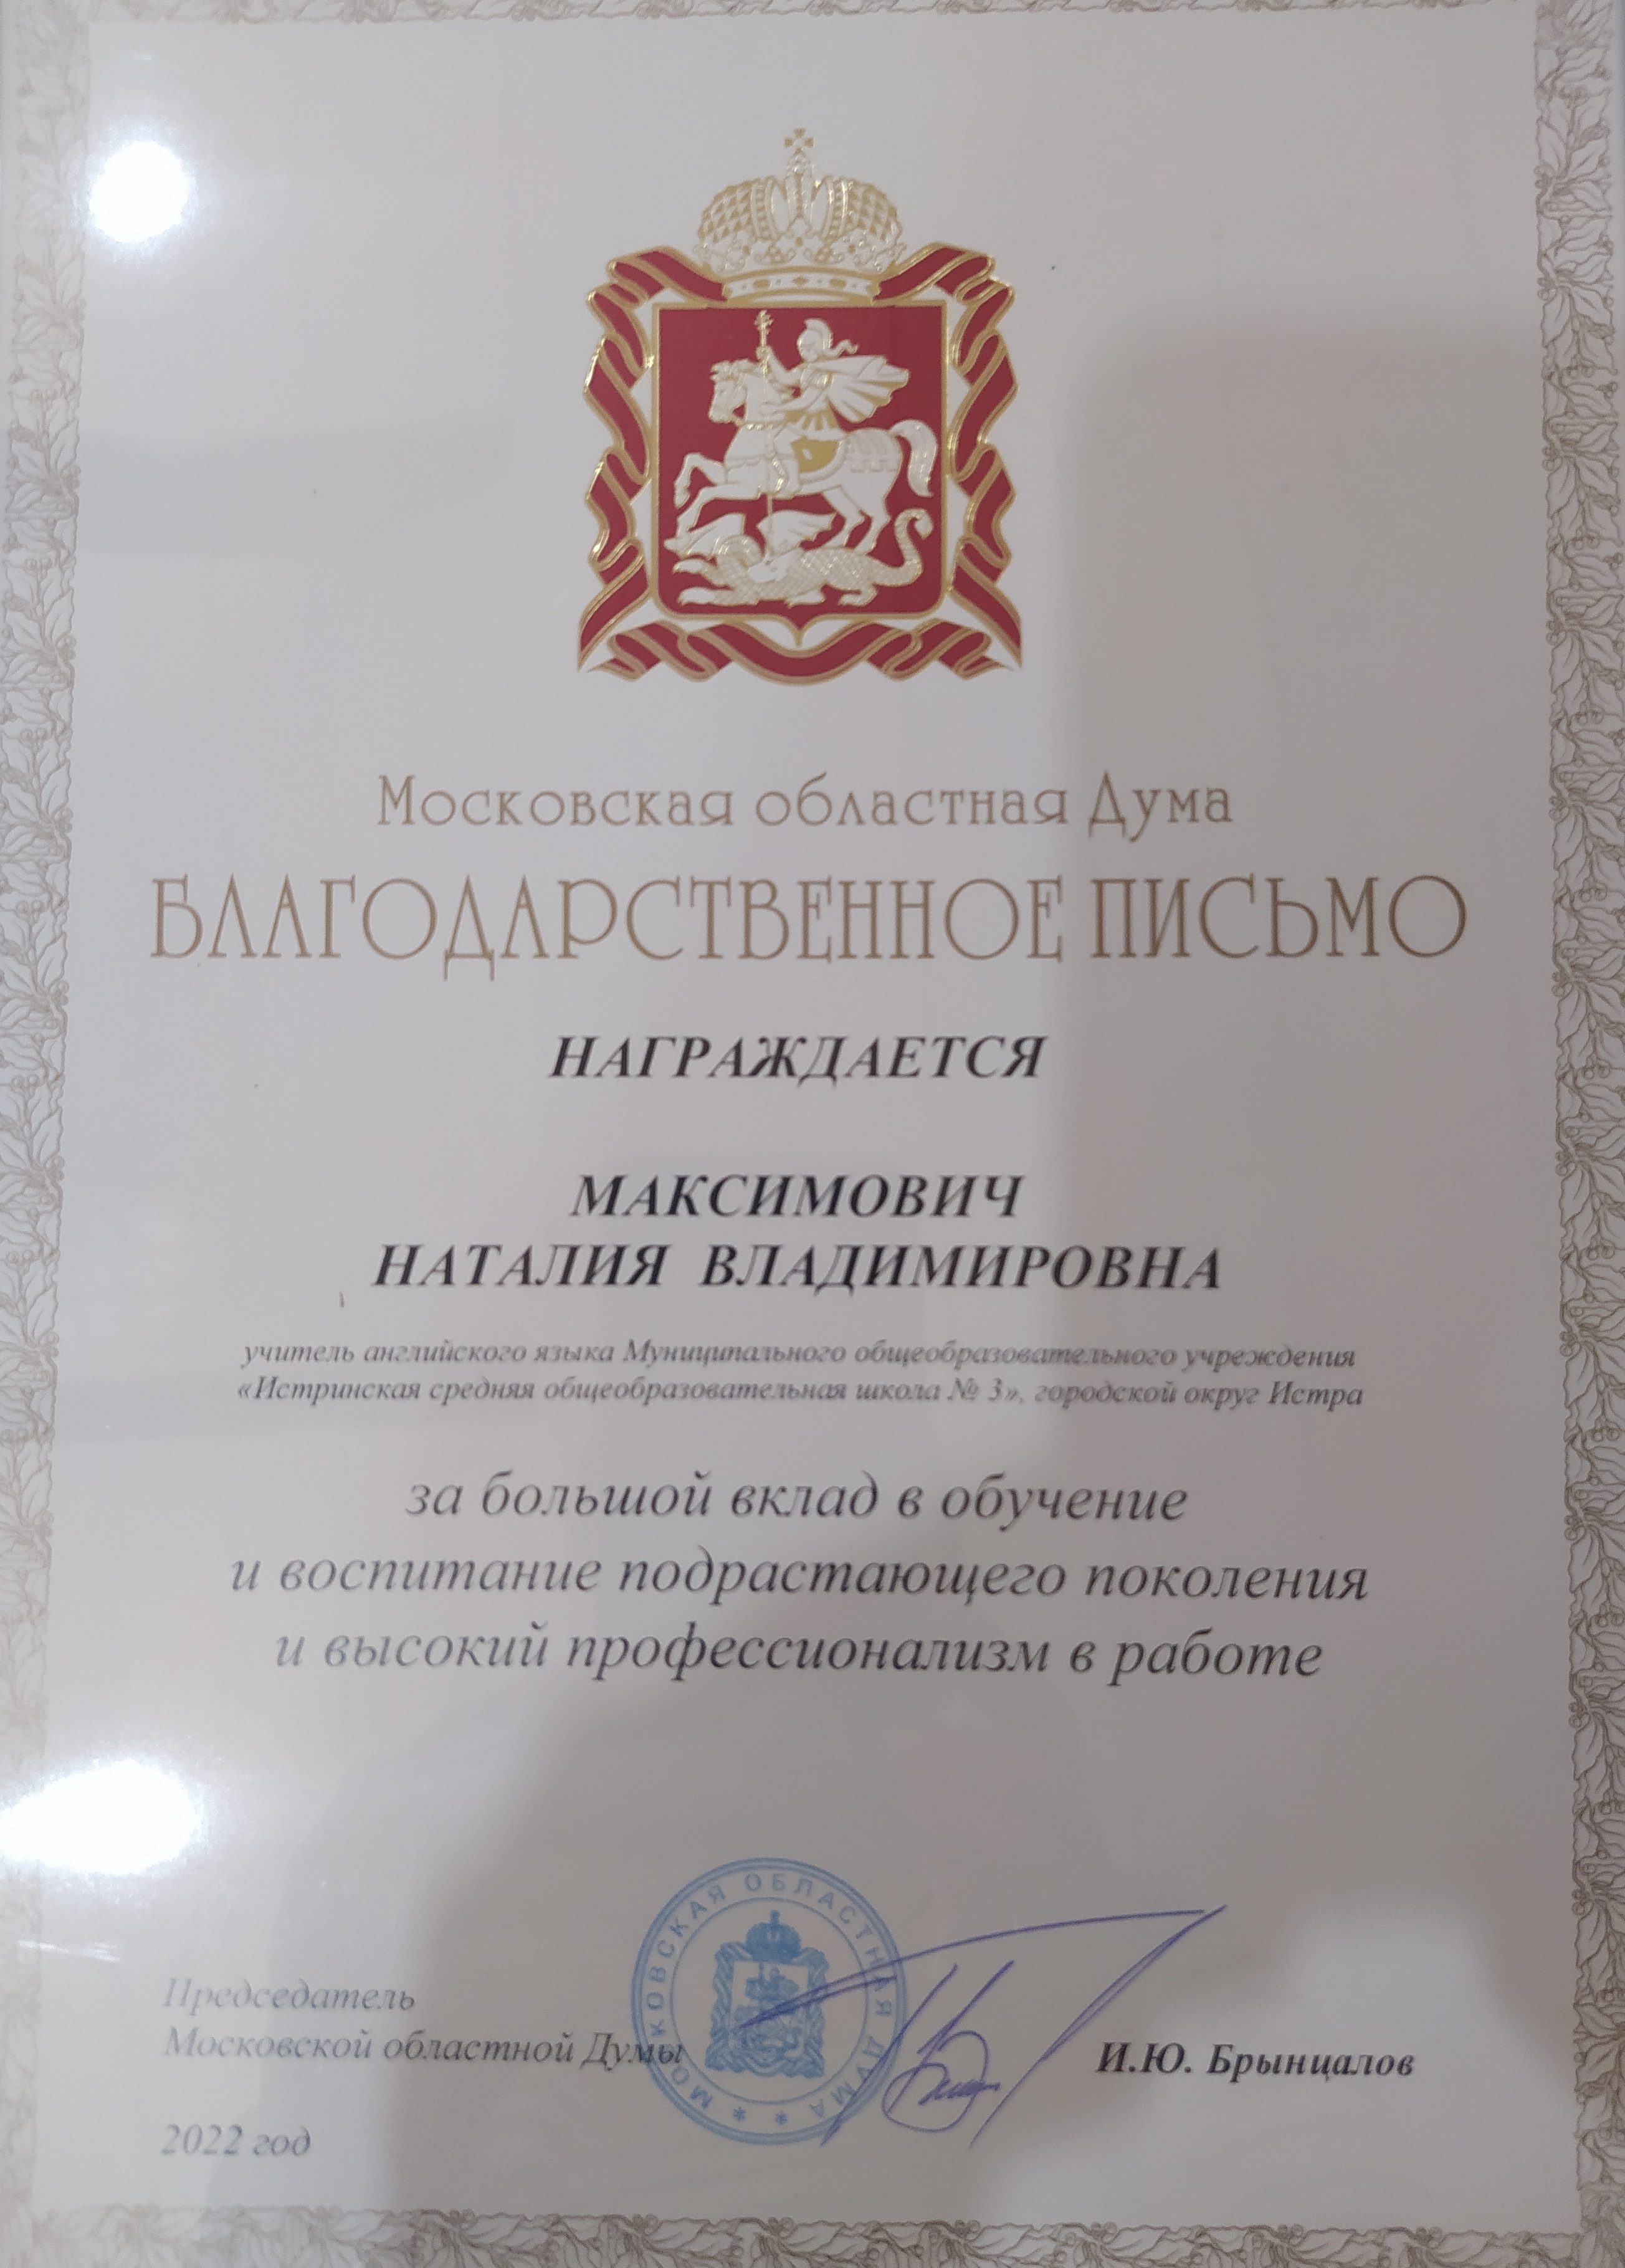 Московская областная Дума
БЛАГОДАРСТВЕННОЕ ПИСЬМО
НАГРАЖДАЕТСЯ
МАКСИМОВИЧ
НАТАЛИЯ ВЛАДИМИРОВНА
учитель английского языка Муниципального общеобразовательного учреждения
«Истринская средняя общеобразовательная школа № 3», городской округ Истра
за большой вклад в обучение
и воспитание подрастающего поколения
и высокий профессионализм в работе
Председатель
Московской областной Думы
И.Ю. Брынцалов
2022 год
МОСКОВСКАЯ ОБЛАСТНАЯ ДУМА